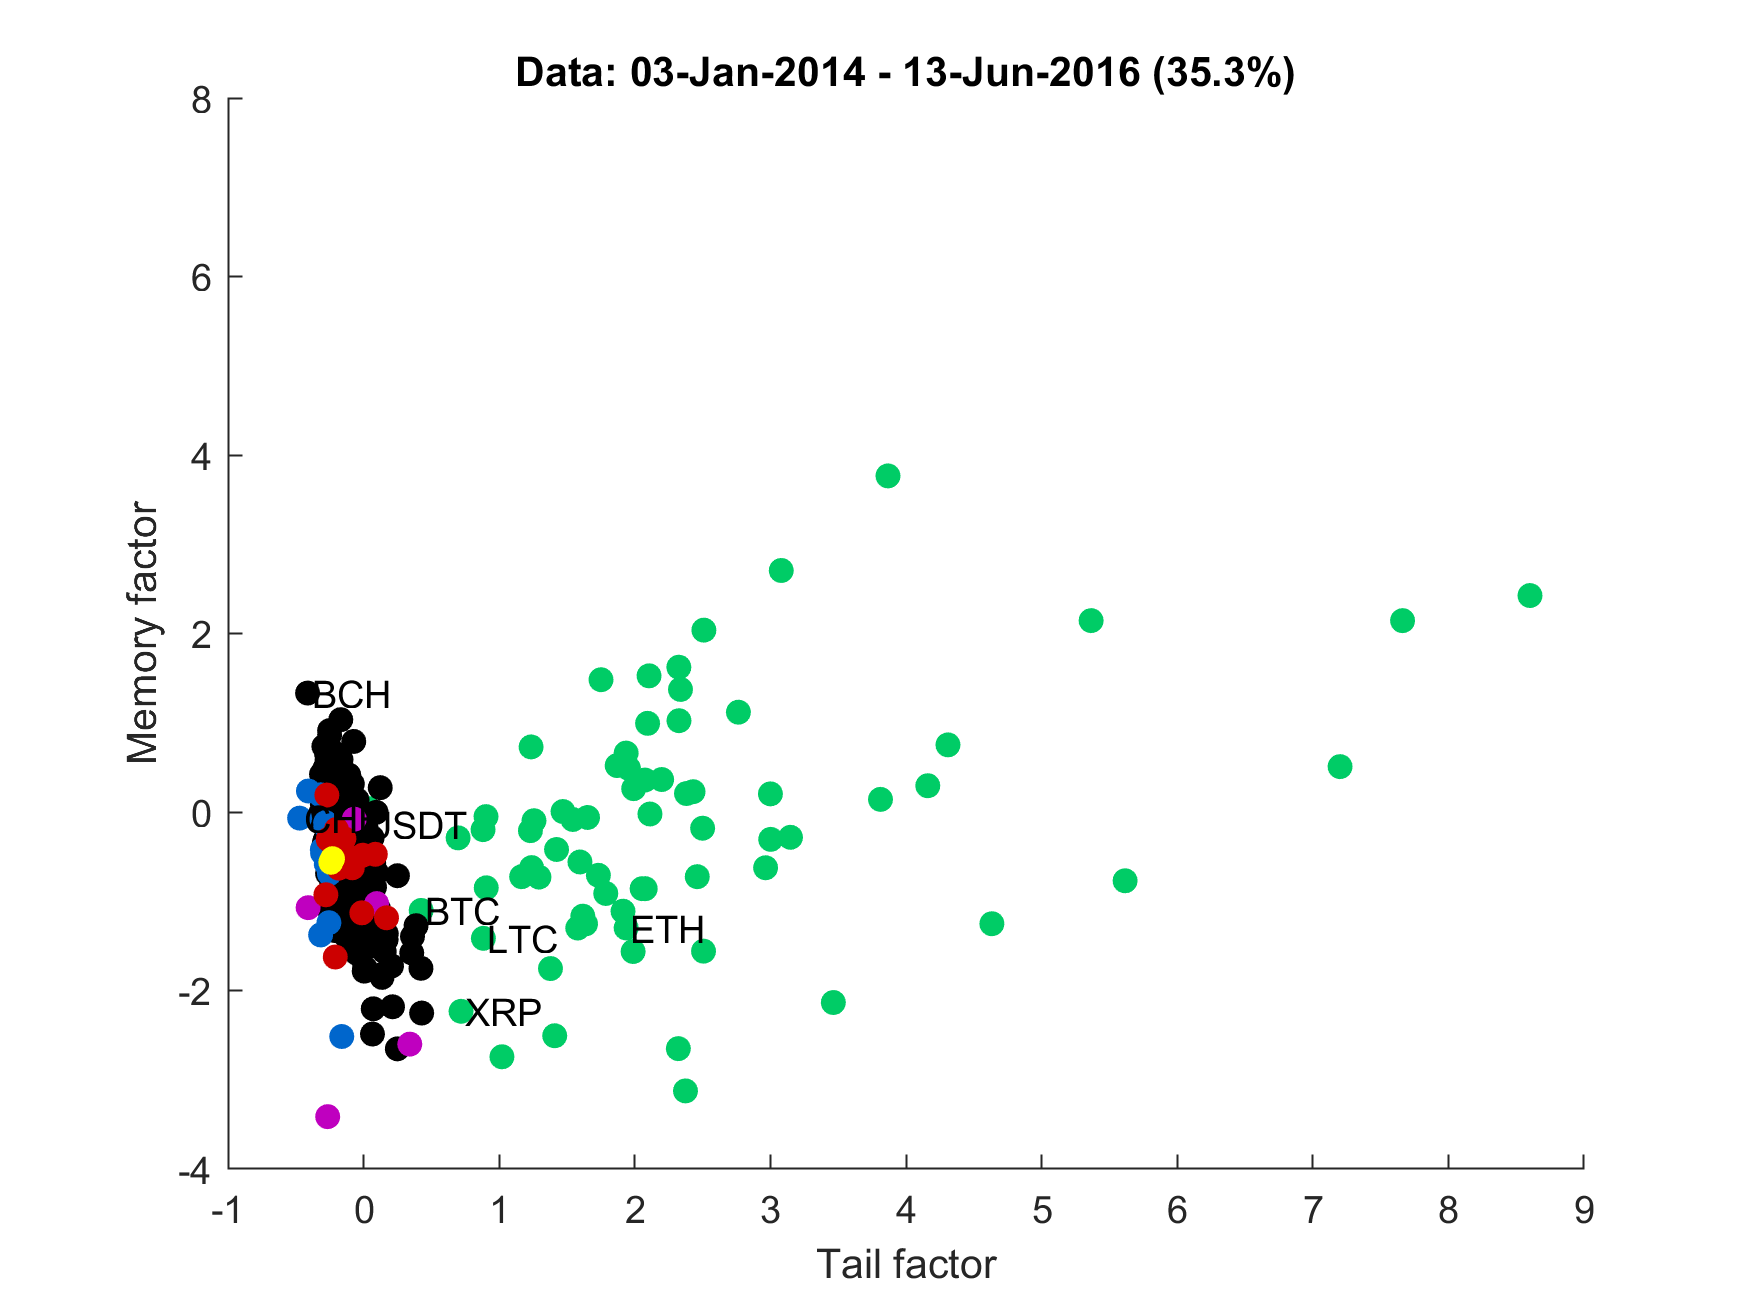 Data: 03-Jan-2014 - 13-Jun-2016 (35.3%)
8
6
4
2
0
-2
-4
Memory factor
BCH
CH
USDT
BTC
LTC
ETH
XRP
-1 0 1 2 3 4 5 6 7 8 9
Tail factor